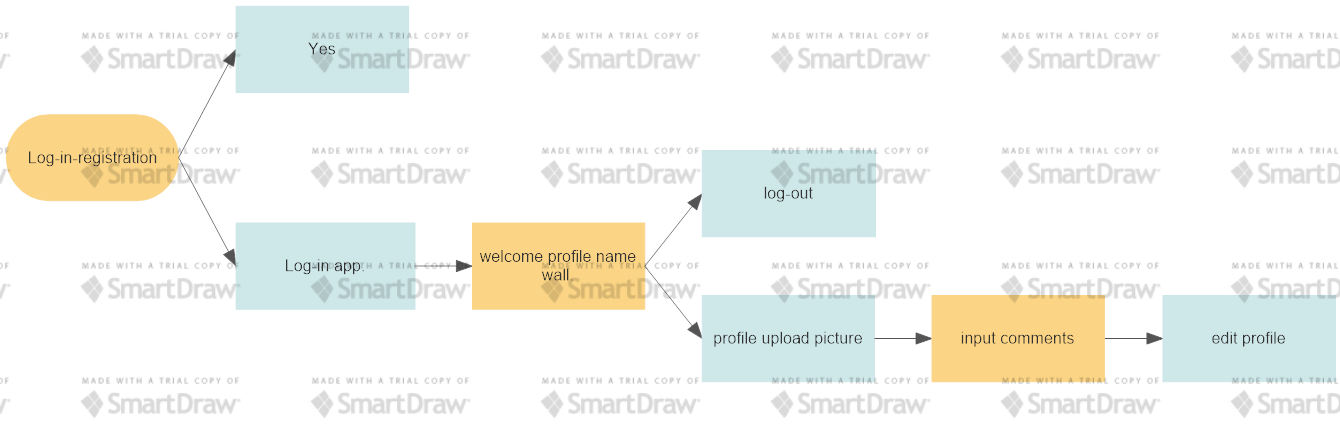 Yes
Log-in-registration
log-out
Log-in app
welcome profile name
wall
profile upload picture
input comments
edit profile
MADE WITH A TRIAL COPY OF
SmartDraw